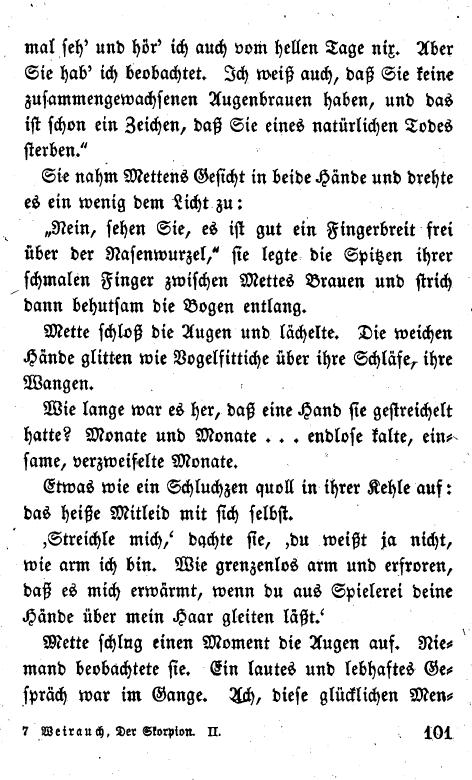 mal seh' und hör' ich auch vom hellen Tage nix. Aber
Sie hab' ich beobachtet. Ich weiß auch, daß Sie keine
zusammengewachsenen Augenbrauen haben, und das
ist schon ein Zeichen, daß Sie eines natürlichen Todes
sterben.“
Sie nahm Mettens Gesicht in beide Hände und drehte
es ein wenig dem Licht zu:
„Nein, sehen Sie, es ist gut ein Fingerbreit frei
über der Nasenwurzel,“ sie legte die Spitzen ihrer
schmalen Finger zwischen Mettes Brauen und strich
dann behutsam die Bogen entlang.
Mette schloß die Augen und lächelte. Die weichen
Hände glitten wie Vogelfittiche über ihre Schläfe, ihre
Wangen.
Wie lange war es her, daß eine Hand sie gestreichelt
hatte? Monate und Monate . . . endlose kalte, ein-
same, verzweifelte Monate.
Etwas wie ein Schluchzen quoll in ihrer Kehle auf:
das heiße Mitleid mit sich selbst.
‚Streichle mich,‘ dachte sie, ‚du weißt ja nicht,
wie arm ich bin. Wie grenzenlos arm und erfroren,
daß es mich erwärmt, wenn du aus Spielerei deine
Hände über mein Haar gleiten läßt.‘
Mette schlug einen Moment die Augen auf. Nie-
mand beobachtete sie. Ein lautes und lebhaftes Ge-
spräch war im Gange. Ach, diese glücklichen Men-
7 Weirauch, Der Skorpion. II. 101